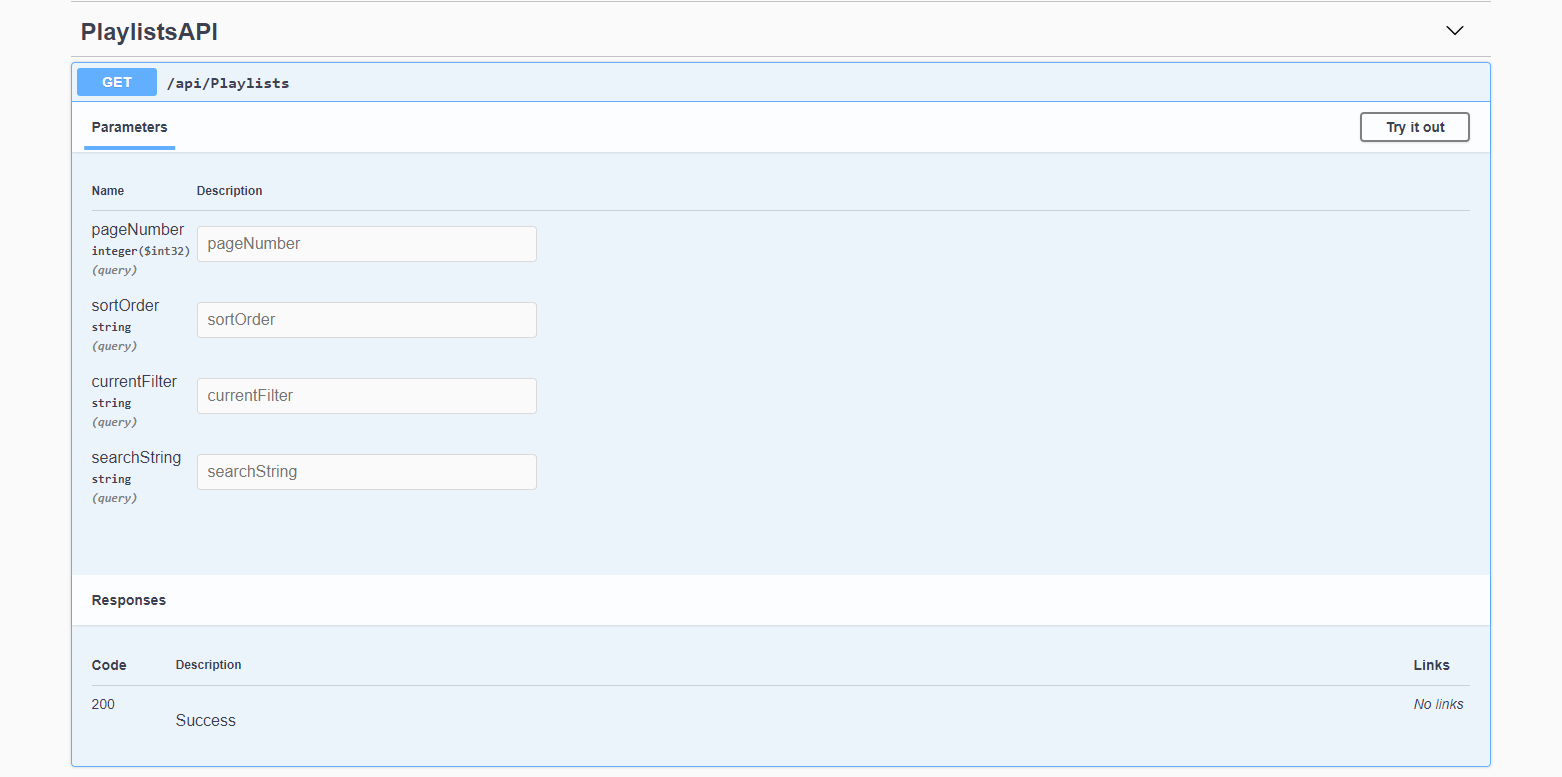 PlaylistsAPI
GET /api/Playlists
Parameters
Try it out
Name Description
pageNumber
integer($int32)
(query)
pageNumber
sortOrder
string
(query)
sortOrder
currentFilter
string
(query)
currentFilter
searchString
string
(query)
searchString
Responses
Code Description Links
200
Success
No links